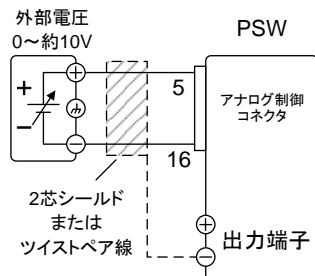 外部電圧
0～約10V
PSW
+
−
5
アナログ制御
コネクタ
16
2芯シールド
または
ツイストペア線
出力端子